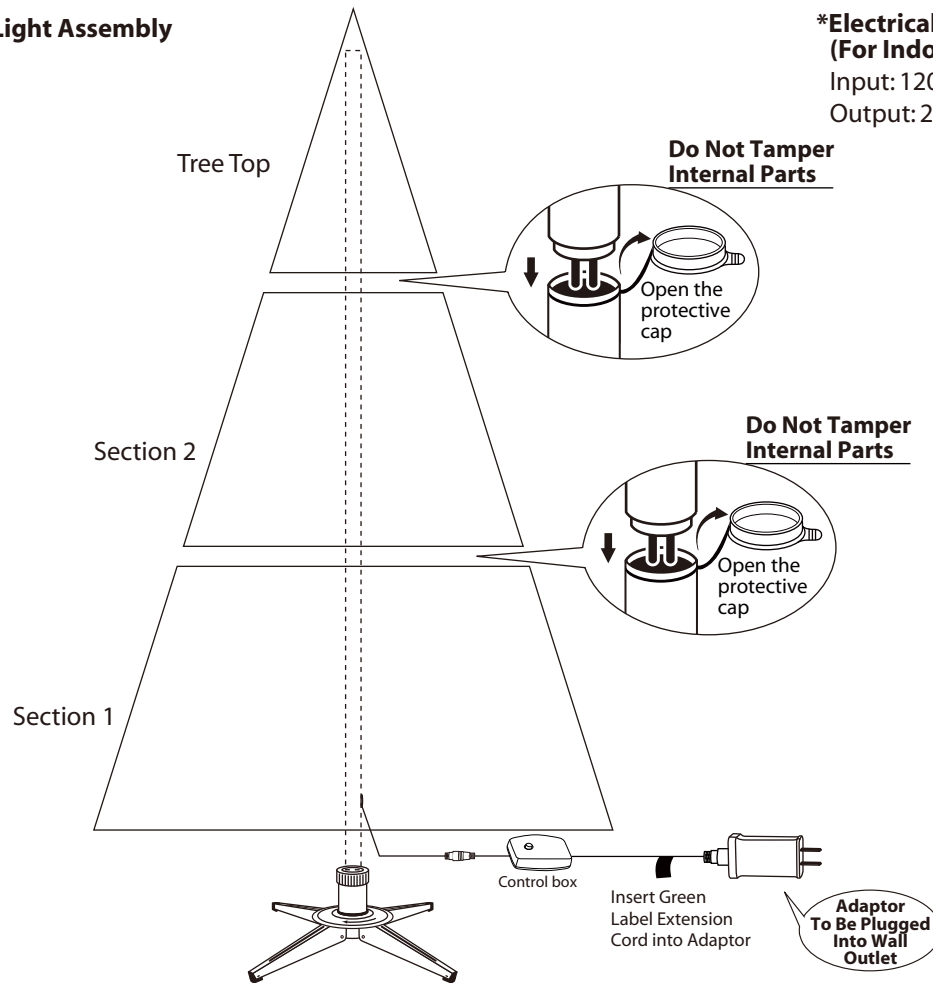 Light Assembly
*Electrical
(For Indo
Input: 120
Output: 2
Tree Top
Do Not Tamper
Internal Parts
Open the
protective
cap
Section 2
Do Not Tamper
Internal Parts
Open the
protective
cap
Section 1
Control box
Insert Green
Label Extension
Cord into Adaptor
Adaptor
To Be Plugged
Into Wall
Outlet